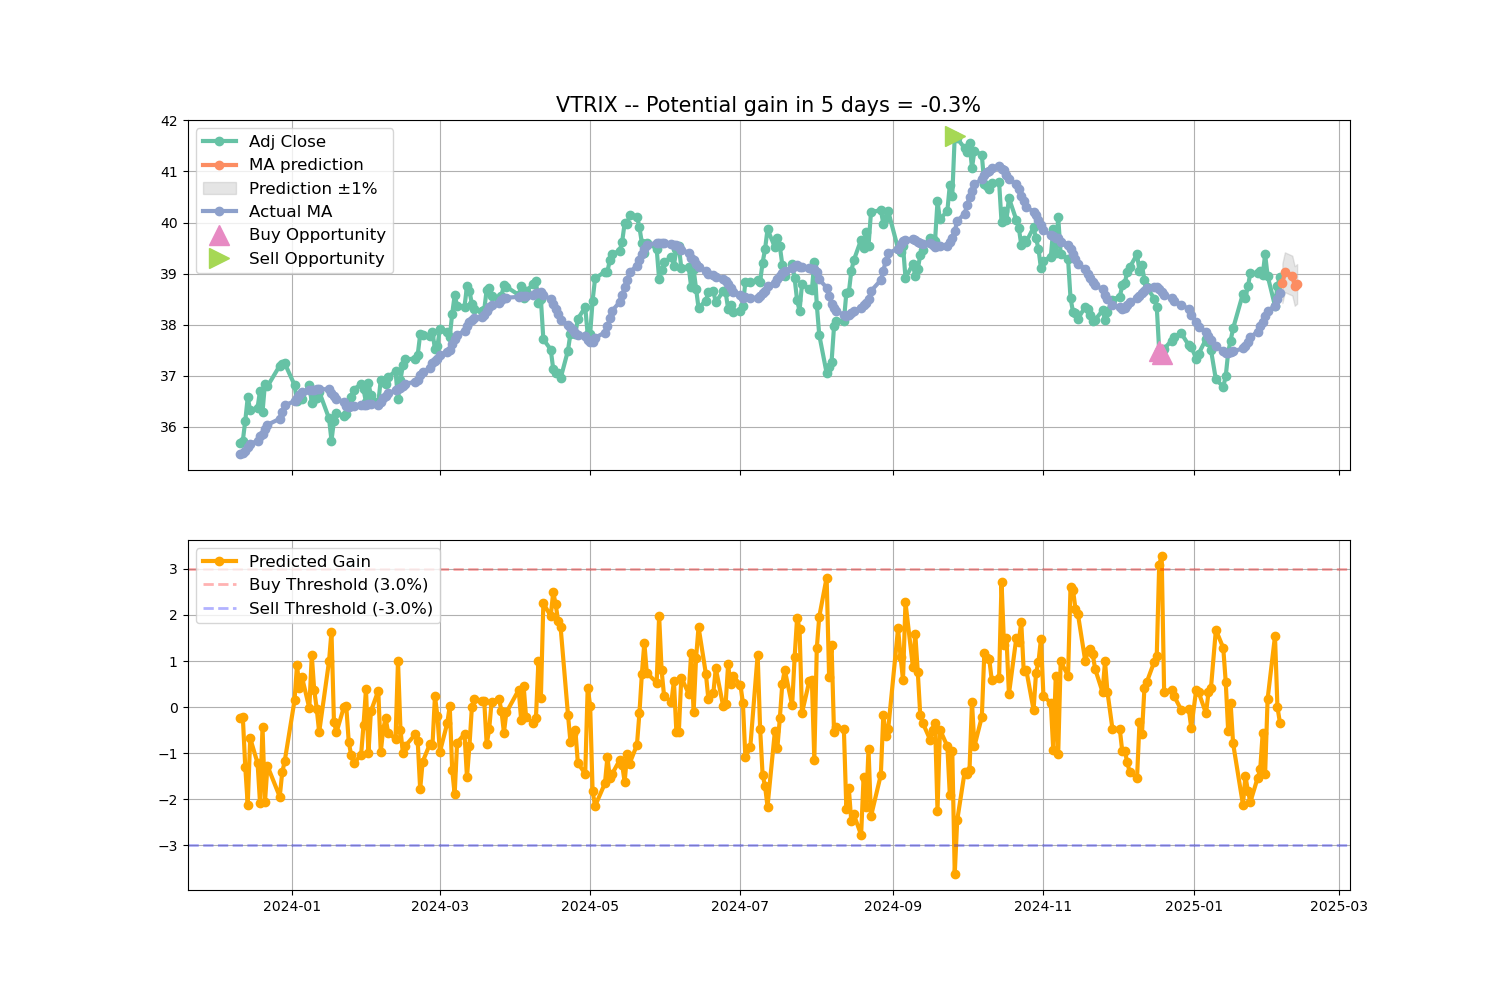 VTRIX -- Potential gain in 5 days = -0.3%
42
41
40
39
38
37
36
Adj Close
MA prediction
Prediction ±1%
Actual MA
Buy Opportunity
Sell Opportunity
3
2
1
0
−1
−2
−3
Predicted Gain
Buy Threshold (3.0%)
Sell Threshold (-3.0%)
2024-01 2024-03 2024-05 2024-07 2024-09 2024-11 2025-01 2025-03